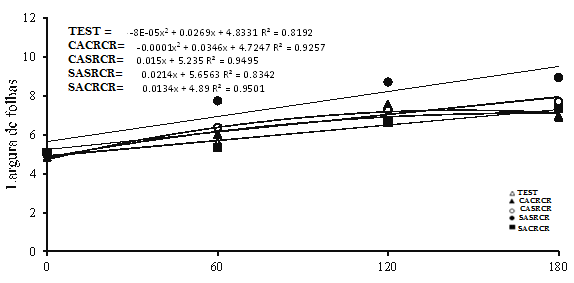 12
10
8
6
4
2
0
Largura de folhas
TEST = -8E-05x² + 0.0269x + 4.8331 R² = 0.8192
CACRCR= -0.0001x² + 0.0346x + 4.7247 R² = 0.9257
CASRCR= 0.015x + 5.235 R² = 0.9495
SASRCR= 0.0214x + 5.6563 R² = 0.8342
SACRCR= 0.0134x + 4.89 R² = 0.9501
TEST
CACRCR
CASRCR
SASRCR
SACRCR
0 60 120 180